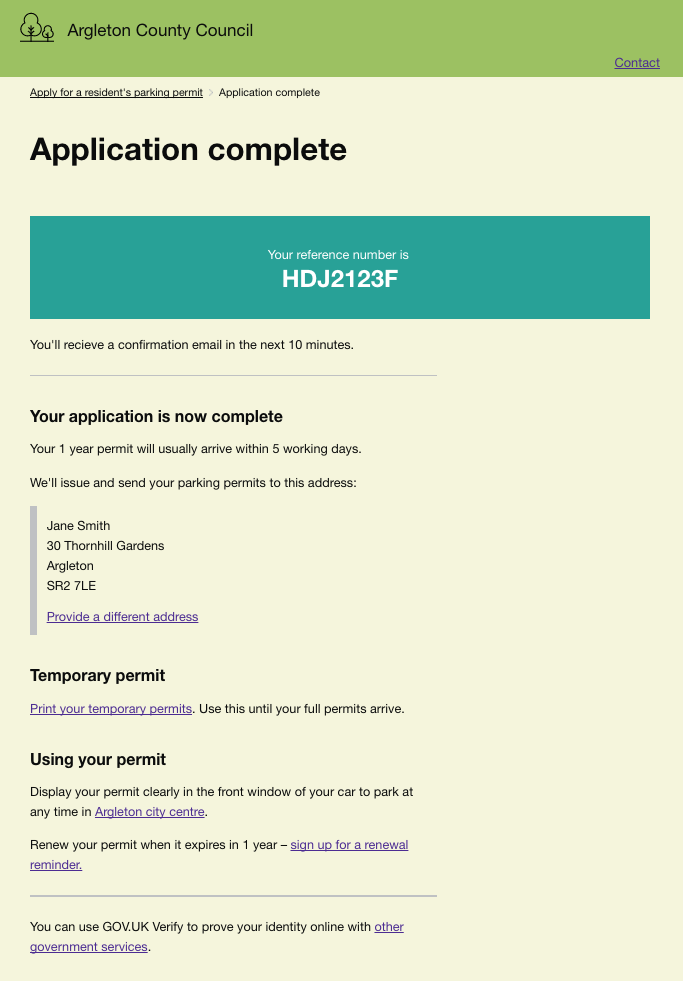 Argleton County Council
Contact
Apply for a resident's parking permit > Application complete
Application complete
Your reference number is
HDJ2123F
You'll recieve a confirmation email in the next 10 minutes.
Your application is now complete
Your 1 year permit will usually arrive within 5 working days.
We'll issue and send your parking permits to this address:
Jane Smith
30 Thornhill Gardens
Argleton
SR2 7LE
Provide a different address
Temporary permit
Print your temporary permits. Use this until your full permits arrive.
Using your permit
Display your permit clearly in the front window of your car to park at
any time in Argleton city centre.
Renew your permit when it expires in 1 year – sign up for a renewal
reminder.
You can use GOV.UK Verify to prove your identity online with other
government services.